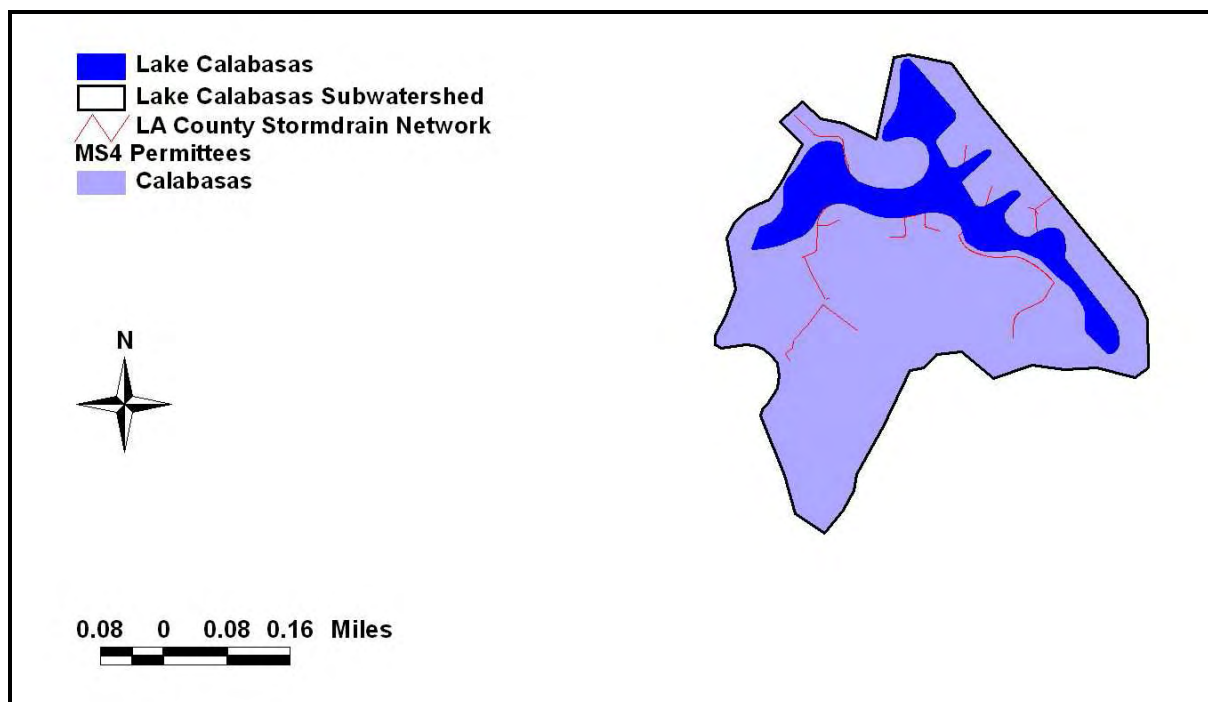 Lake Calabasas
Lake Calabasas Subwatershed
LA County Stormdrain Network
MS4 Permittees
Calabasas
N
0.08 0 0.08 0.16 Miles